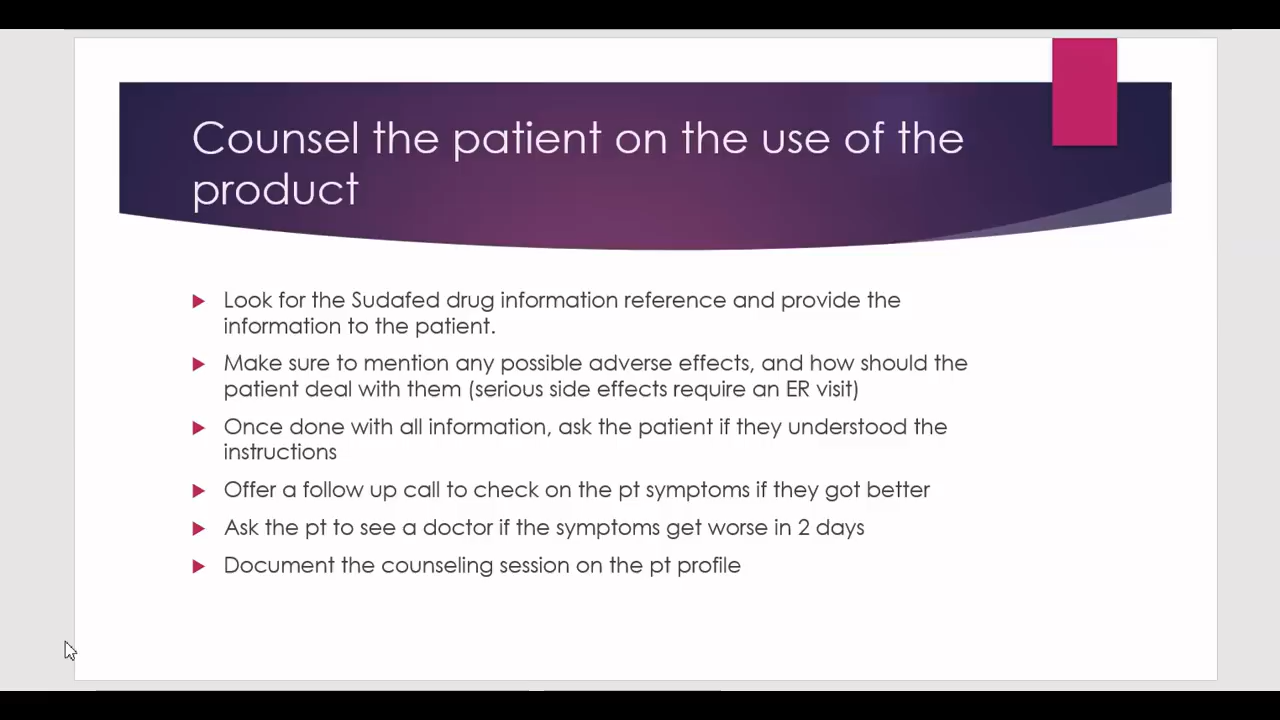 Counsel the patient on the use of the
product
Look for the Sudafed drug information reference and provide the
information to the patient.
Make sure to mention any possible adverse effects, and how should the
patient deal with them (serious side effects require an ER visit)
Once done with all information, ask the patient if they understood the
instructions
Offer a follow up call to check on the pt symptoms if they got better
Ask the pt to see a doctor if the symptoms get worse in 2 days
Document the counseling session on the pt profile